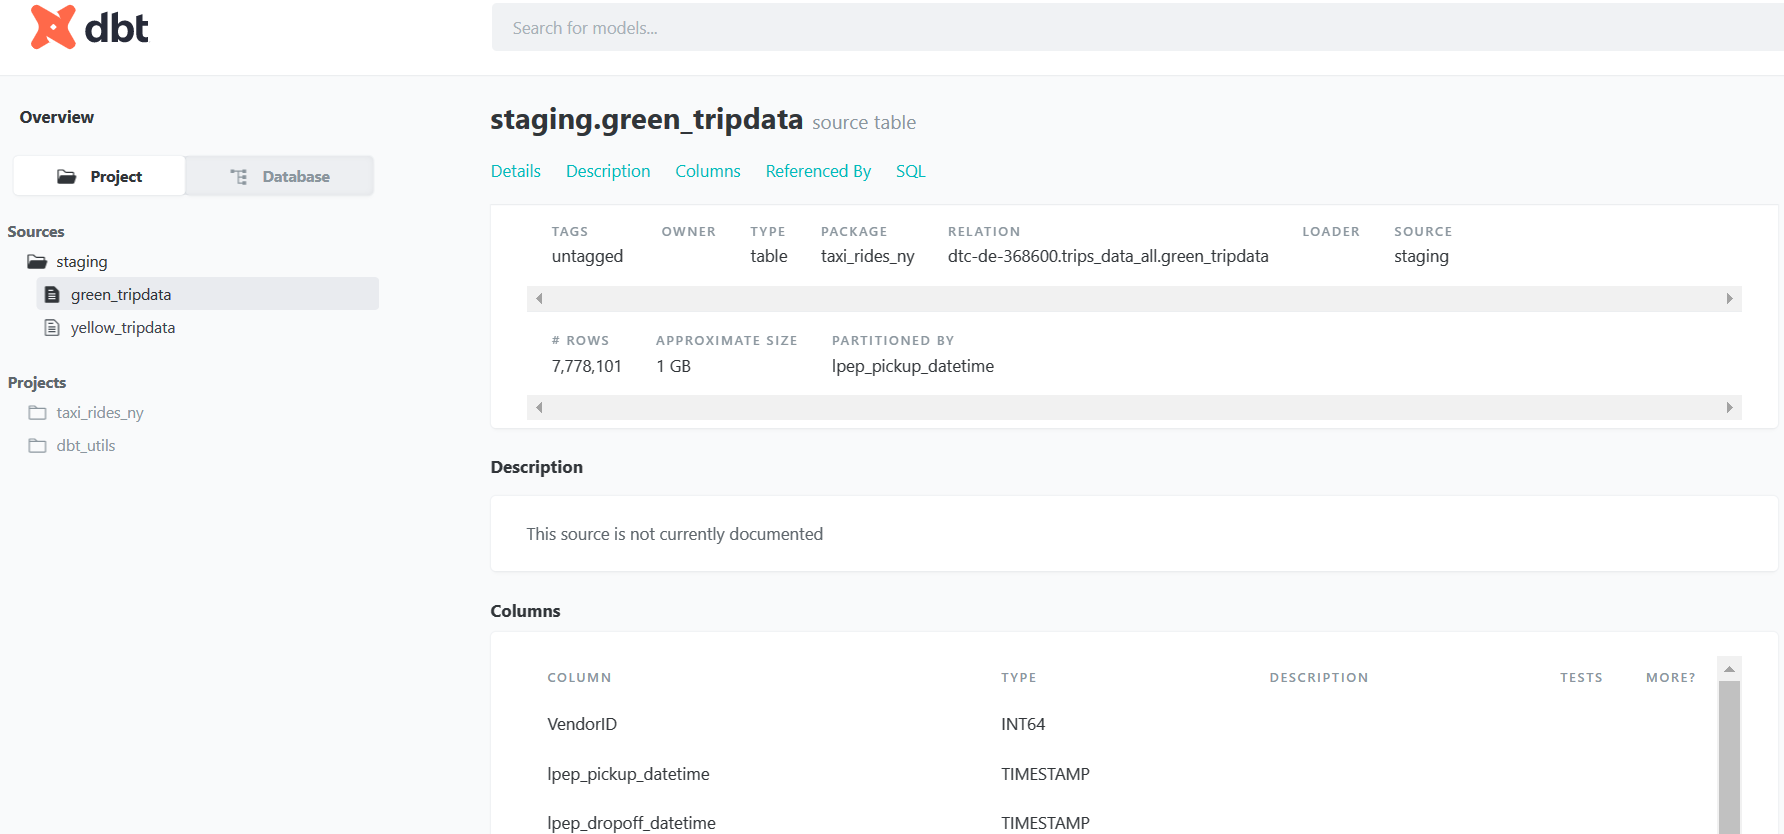 dbt
Search for models...
Overview
Project
Database
Sources
staging
green_tripdata
yellow_tripdata
Projects
taxi_rides_ny
dbt_utils
staging.green_tripdata source table
Details Description Columns Referenced By SQL
TAGS OWNER TYPE PACKAGE RELATION LOADER SOURCE
untagged table taxi_rides_ny dtc-de-368600.trips_data_all.green_tripdata staging
# ROWS APPROXIMATE SIZE PARTITIONED BY
7,778,101 1 GB lpep_pickup_datetime
Description
This source is not currently documented
Columns
COLUMN TYPE DESCRIPTION TESTS MORE?
VendorID INT64
lpep_pickup_datetime TIMESTAMP
lpep_dropoff_datetime TIMESTAMP